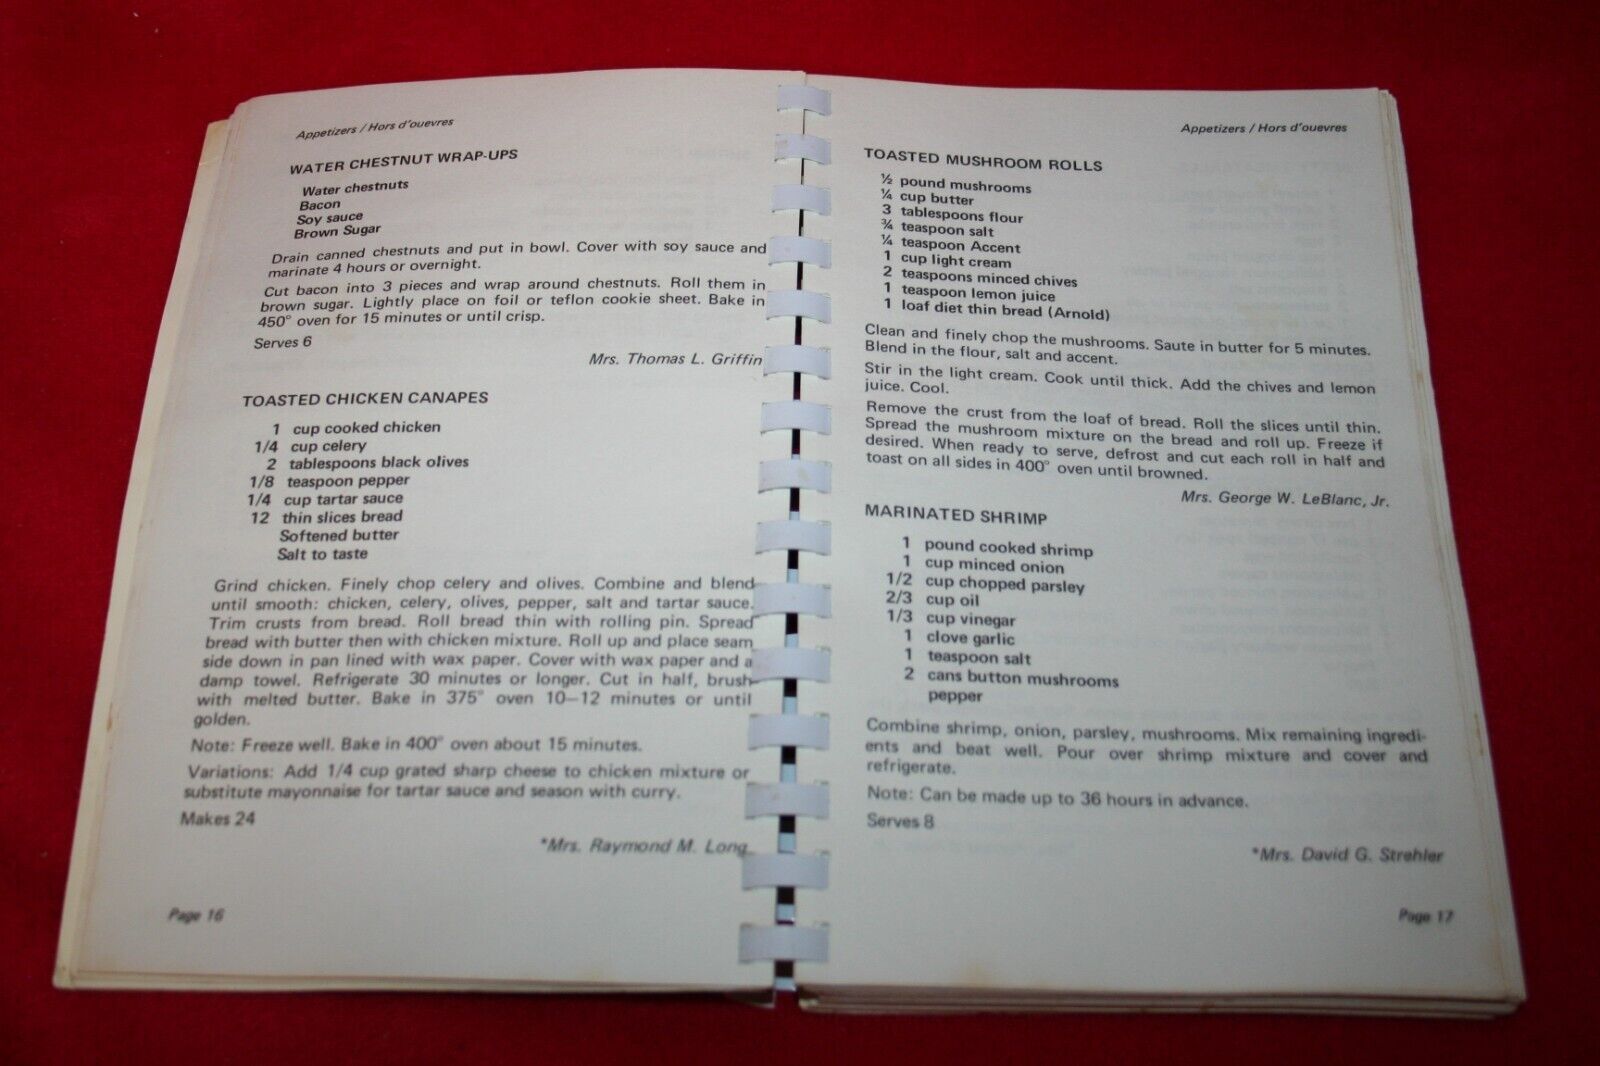 Appetizers / Hors d'ouevres
WATER CHESTNUT WRAP-UPS
Water chestnuts
Bacon
Soy sauce
Brown Sugar
Drain canned chestnuts and put in bowl. Cover with soy sauce and
marinate 4 hours or overnight.
Cut bacon into 3 pieces and wrap around chestnuts. Roll them in
brown sugar. Lightly place on foil or teflon cookie sheet. Bake in
450° oven for 15 minutes or until crisp.
Serves 6
Mrs. Thomas L. Griffin
TOASTED CHICKEN CANAPES
1 cup cooked chicken
1/4 cup celery
2 tablespoons black olives
1/8 teaspoon pepper
1/4 cup tartar sauce
12 thin slices bread
Softened butter
Salt to taste
Grind chicken. Finely chop celery and olives. Combine and blend
until smooth: chicken, celery, olives, pepper, salt and tartar sauce.
Trim crusts from bread. Roll bread thin with rolling pin. Spread
bread with butter then with chicken mixture. Roll up and place seam
side down in pan lined with wax paper. Cover with wax paper and a
damp towel. Refrigerate 30 minutes or longer. Cut in half, brush
with melted butter. Bake in 375° oven 10—12 minutes or until
golden.
Note: Freeze well. Bake in 400° oven about 15 minutes.
Variations: Add 1/4 cup grated sharp cheese to chicken mixture or
substitute mayonnaise for tartar sauce and season with curry.
Makes 24
*Mrs. Raymond M. Long
Page 16
Appetizers / Hors d'ouevres
TOASTED MUSHROOM ROLLS
½ pound mushrooms
¼ cup butter
3 tablespoons flour
¾ teaspoon salt
¼ teaspoon Accent
1 cup light cream
2 teaspoons minced chives
1 teaspoon lemon juice
1 loaf diet thin bread (Arnold)
Clean and finely chop the mushrooms. Saute in butter for 5 minutes.
Blend in the flour, salt and accent.
Stir in the light cream. Cook until thick. Add the chives and lemon
juice. Cool.
Remove the crust from the loaf of bread. Roll the slices until thin.
Spread the mushroom mixture on the bread and roll up. Freeze if
desired. When ready to serve, defrost and cut each roll in half and
toast on all sides in 400° oven until browned.
Mrs. George W. LeBlanc, Jr.
MARINATED SHRIMP
1 pound cooked shrimp
1 cup minced onion
1/2 cup chopped parsley
2/3 cup oil
1/3 cup vinegar
1 clove garlic
1 teaspoon salt
2 cans button mushrooms
pepper
Combine shrimp, onion, parsley, mushrooms. Mix remaining ingredi-
ents and beat well. Pour over shrimp mixture and cover and
refrigerate.
Note: Can be made up to 36 hours in advance.
Serves 8
*Mrs. David G. Strehler
Page 17